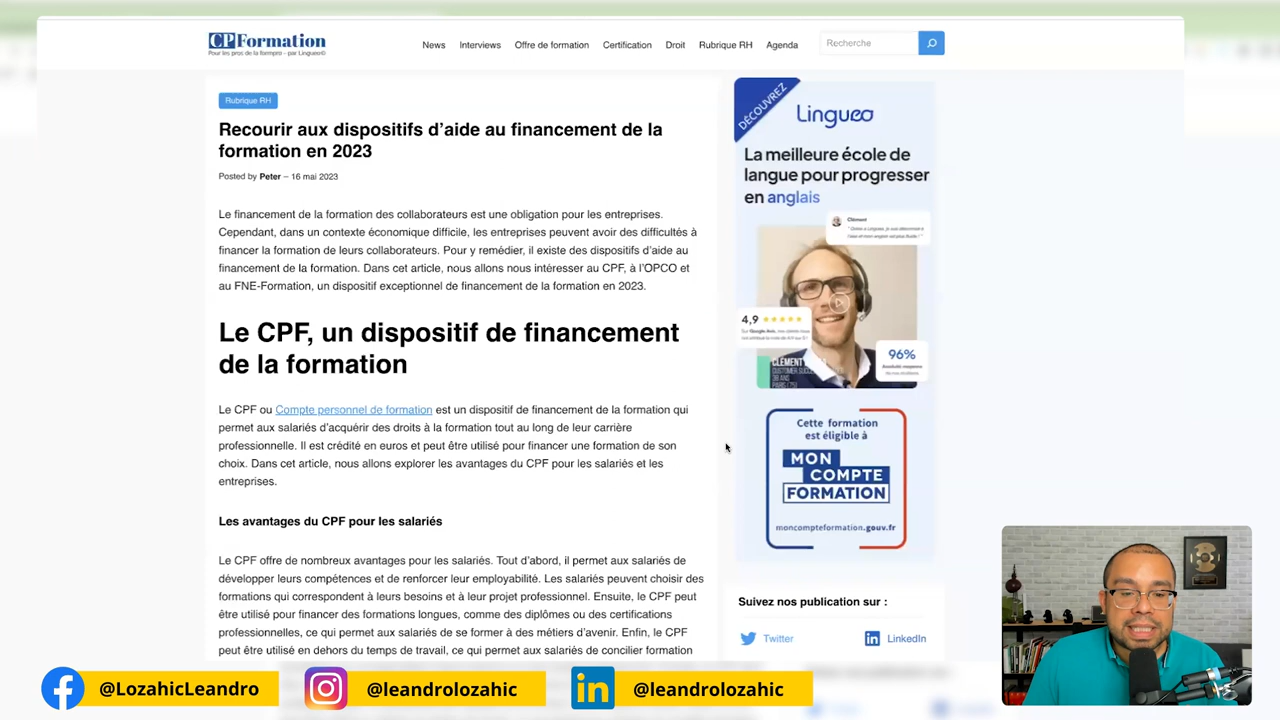 CPFormation
Pour les pros de la formpro - par Lingueo©
News
Interviews
Offre de formation
Certification
Droit
Rubrique RH
Agenda
Recherche
Rubrique RH
Recourir aux dispositifs d’aide au financement de la
formation en 2023
Posted by Peter – 16 mai 2023
Le financement de la formation des collaborateurs est une obligation pour les entreprises.
Cependant, dans un contexte économique difficile, les entreprises peuvent avoir des difficultés à
financer la formation de leurs collaborateurs. Pour y remédier, il existe des dispositifs d’aide au
financement de la formation. Dans cet article, nous allons nous intéresser au CPF, à l’OPCO et
au FNE-Formation, un dispositif exceptionnel de financement de la formation en 2023.
Le CPF, un dispositif de financement
de la formation
Le CPF ou Compte personnel de formation est un dispositif de financement de la formation qui
permet aux salariés d’acquérir des droits à la formation tout au long de leur carrière
professionnelle. Il est crédité en euros et peut être utilisé pour financer une formation de son
choix. Dans cet article, nous allons explorer les avantages du CPF pour les salariés et les
entreprises.
Les avantages du CPF pour les salariés
Le CPF offre de nombreux avantages pour les salariés. Tout d’abord, il permet aux salariés de
développer leurs compétences et de renforcer leur employabilité. Les salariés peuvent choisir des
formations qui correspondent à leurs besoins et à leur projet professionnel. Ensuite, le CPF peut
être utilisé pour financer des formations longues, comme des diplômes ou des certifications
professionnelles, ce qui permet aux salariés de se former à des métiers d’avenir. Enfin, le CPF
peut être utilisé en dehors du temps de travail, ce qui permet aux salariés de concilier formation
DÉCOUVREZ
Lingueo
La meilleure école de
langue pour progresser
en anglais
Clément
4,9
96%
CLÉMENT
CUSTOMER SUCC
38 ANS
PARIS (75)
Cette formation
est éligible à
MON
COMPTE
FORMATION
moncompteformation.gouv.fr
Suivez nos publication sur :
Twitter
LinkedIn
@LozahicLeandro
@leandrolozahic
in
@leandrolozahic